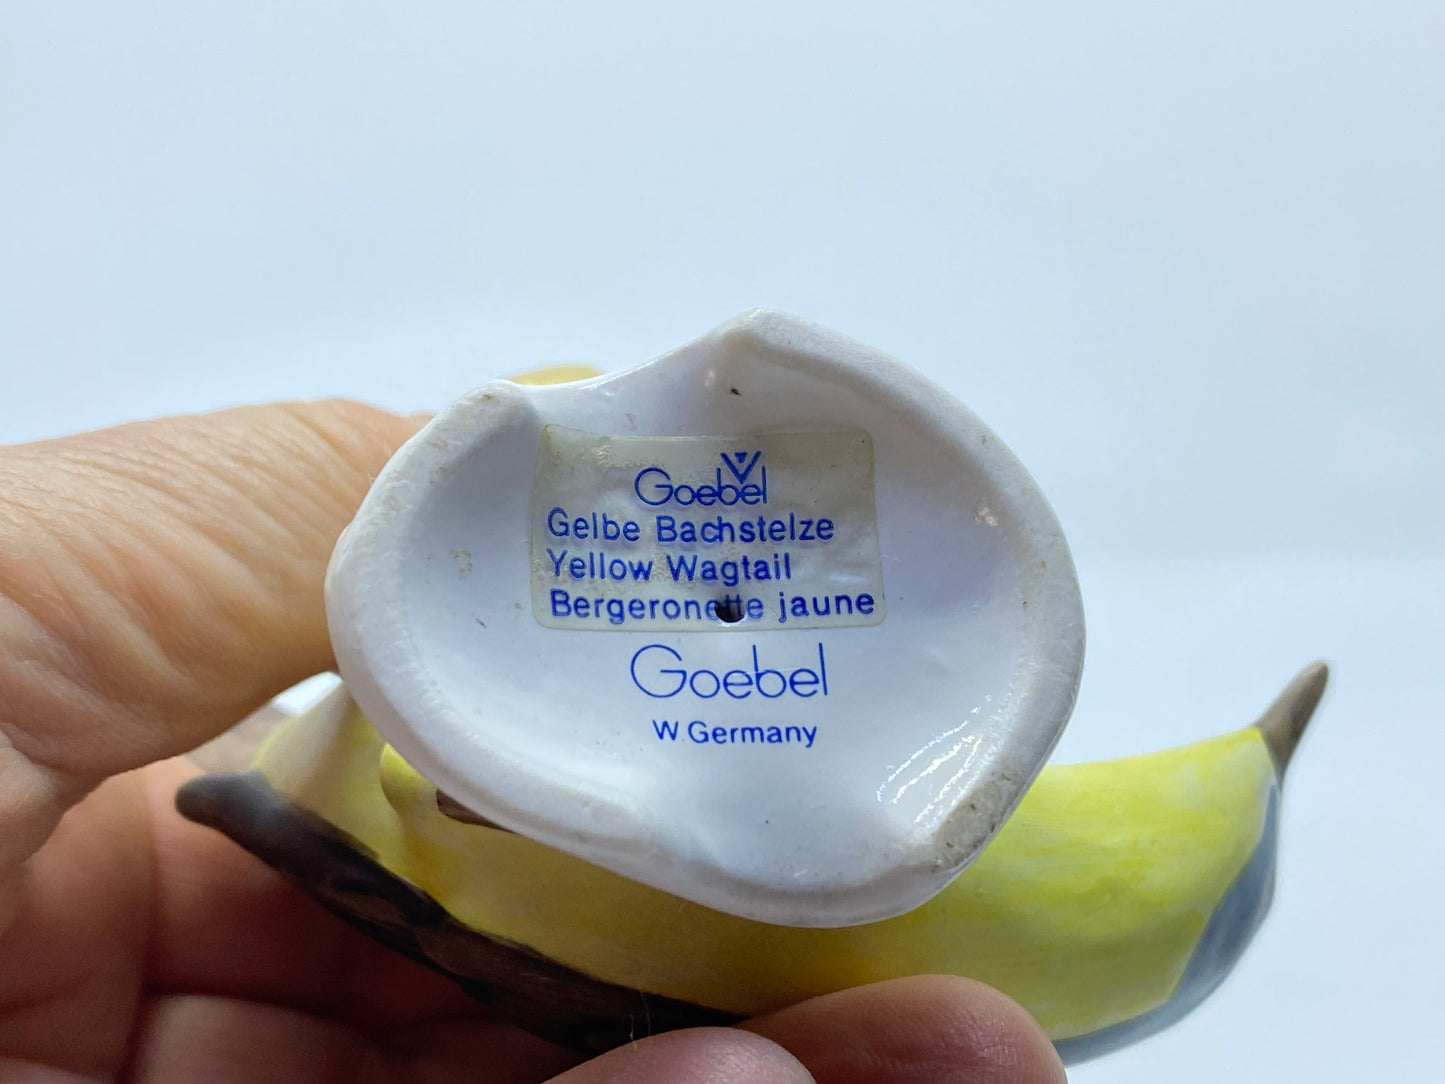 Goebel
Gelbe Bachstelze
Yellow Wagtail
Bergeronette jaune
Goebel
W.Germany